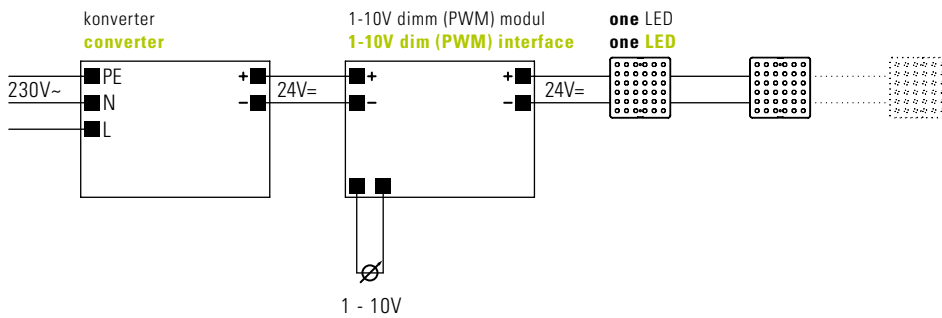 konverter
converter
1-10V dimm (PWM) modul
1-10V dim (PWM) interface
one LED
one LED
230V~
PE
N
L
+
−
24V=
+
−
+
−
24V=
1 - 10V